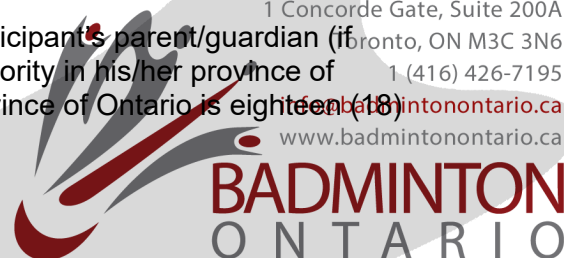 1 Concorde Gate, Suite 200A
icipant's parent/guardian (if
Toronto, ON M3C 3N6
ority in his/her province of
1 (416) 426-7195
ince of Ontario is eighteen (18)
info@badmintonontario.ca
www.badmintonontario.ca
BADMINTON
ONTARIO